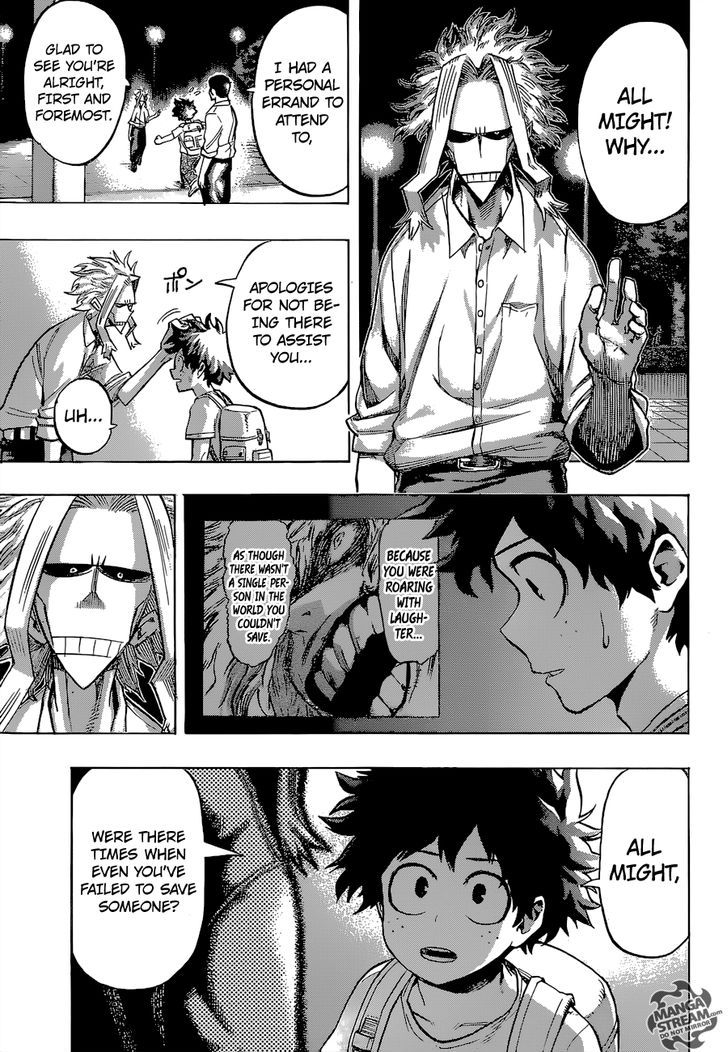 ALL
MIGHT!
WHY...
I HAD A
PERSONAL
ERRAND TO
ATTEND
TO,
GLAD TO
SEE YOU'RE
ALRIGHT,
FIRST AND
FOREMOST.
APOLOGIES
FOR NOT BE-
ING THERE
TO ASSIST
YOU...
ポン
UH...
BECAUSE
YOU WERE
ROARING
WITH
LAUGH-
TER...
AS THOUGH
THERE WASN'T
A SINGLE PER-
SON IN THE
WORLD YOU
COULDN'T
SAVE.
ALL
MIGHT,
WERE THERE
TIMES WHEN
EVEN YOU'VE
FAILED TO SAVE
SOMEONE?
MANGA
STREAM.com
DO NOT MIRROR